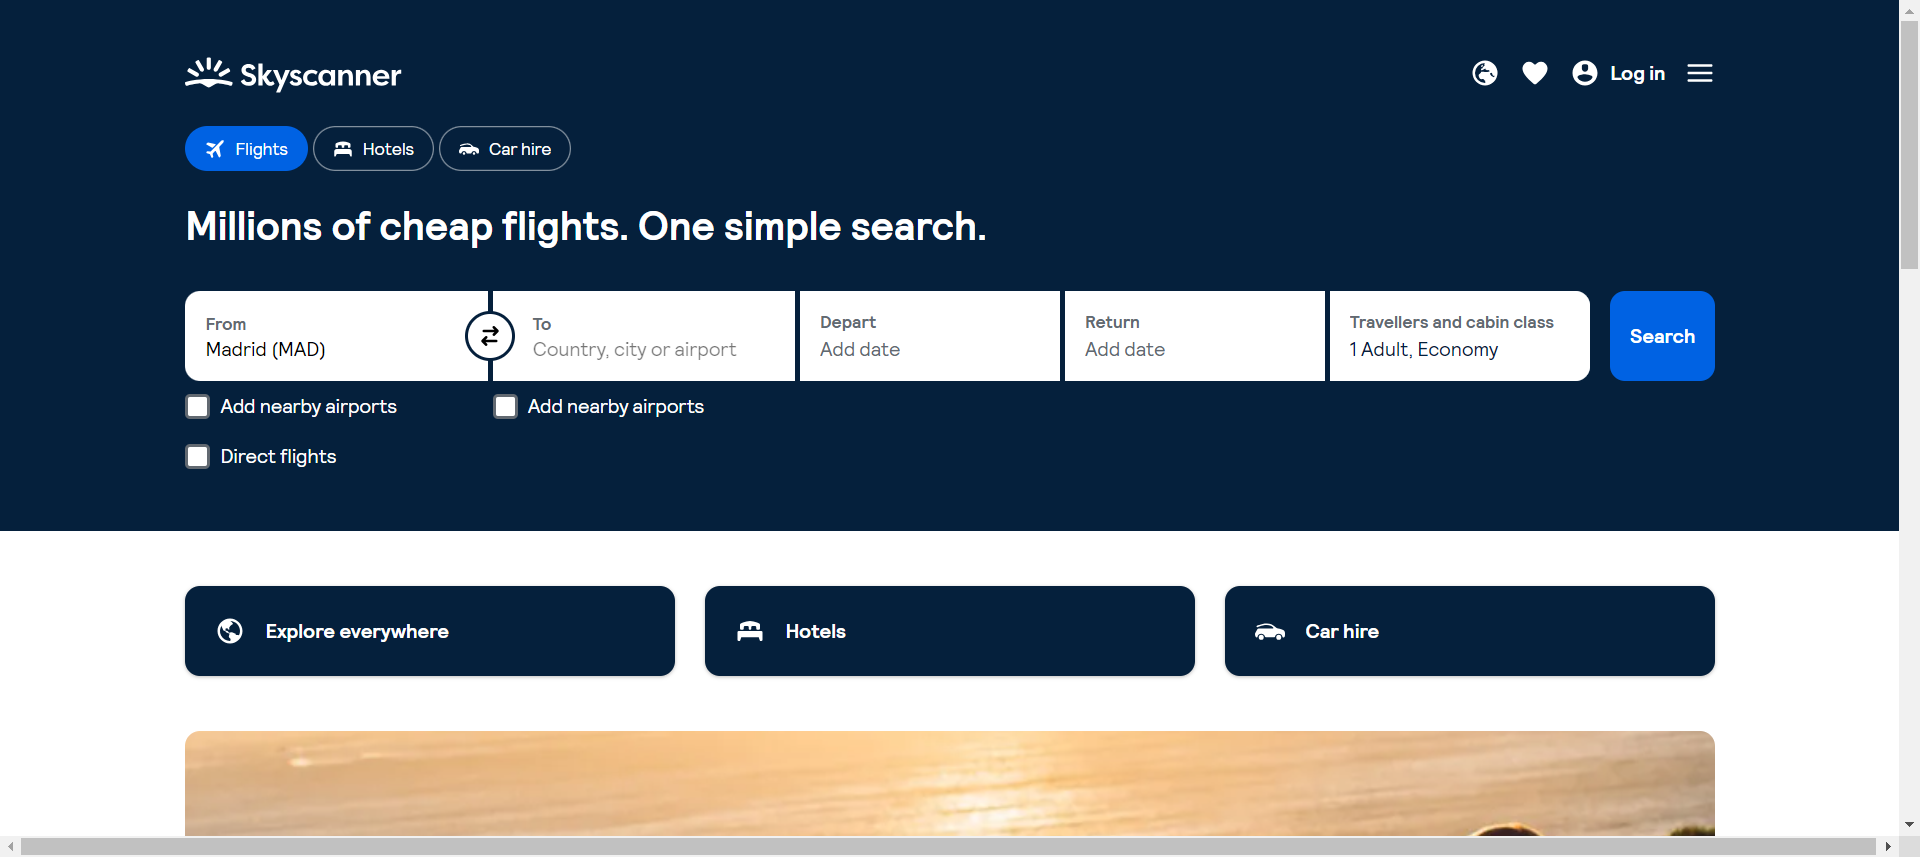 Skyscanner
Log in
Flights
Hotels
Car hire
Millions of cheap flights. One simple search.
From
Madrid (MAD)
To
Country, city or airport
Depart
Add date
Return
Add date
Travellers and cabin class
1 Adult, Economy
Search
Add nearby airports
Add nearby airports
Direct flights
Explore everywhere
Hotels
Car hire